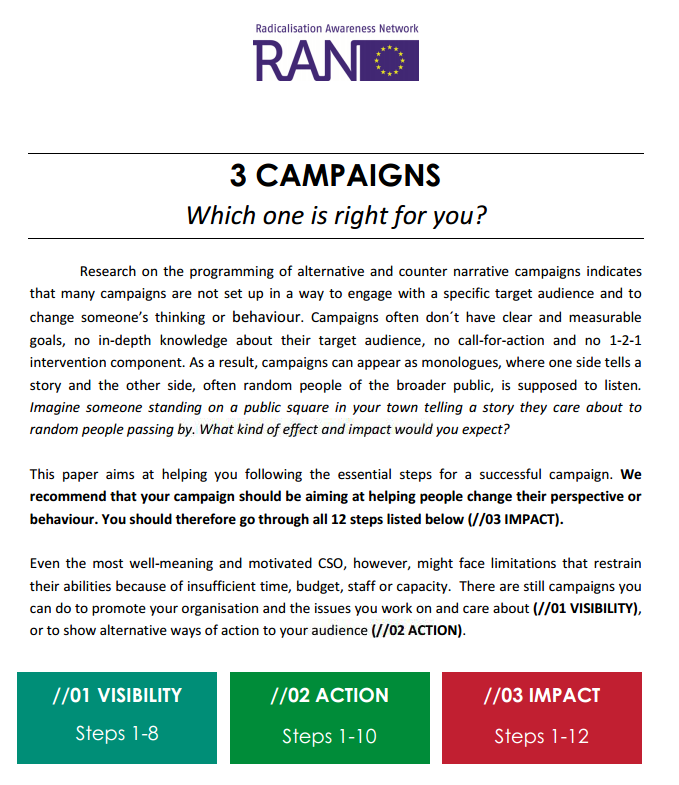 Radicalisation Awareness Network
RAN
3 CAMPAIGNS
Which one is right for you?
Research on the programming of alternative and counter narrative campaigns indicates
that many campaigns are not set up in a way to engage with a specific target audience and to
change someone’s thinking or behaviour. Campaigns often don´t have clear and measurable
goals, no in-depth knowledge about their target audience, no call-for-action and no 1-2-1
intervention component. As a result, campaigns can appear as monologues, where one side tells a
story and the other side, often random people of the broader public, is supposed to listen.
Imagine someone standing on a public square in your town telling a story they care about to
random people passing by. What kind of effect and impact would you expect?
This paper aims at helping you following the essential steps for a successful campaign. We
recommend that your campaign should be aiming at helping people change their perspective or
behaviour. You should therefore go through all 12 steps listed below (//03 IMPACT).
Even the most well-meaning and motivated CSO, however, might face limitations that restrain
their abilities because of insufficient time, budget, staff or capacity. There are still campaigns you
can do to promote your organisation and the issues you work on and care about (//01 VISIBILITY),
or to show alternative ways of action to your audience (//02 ACTION).
//01 VISIBILITY
Steps 1-8
//02 ACTION
Steps 1-10
//03 IMPACT
Steps 1-12